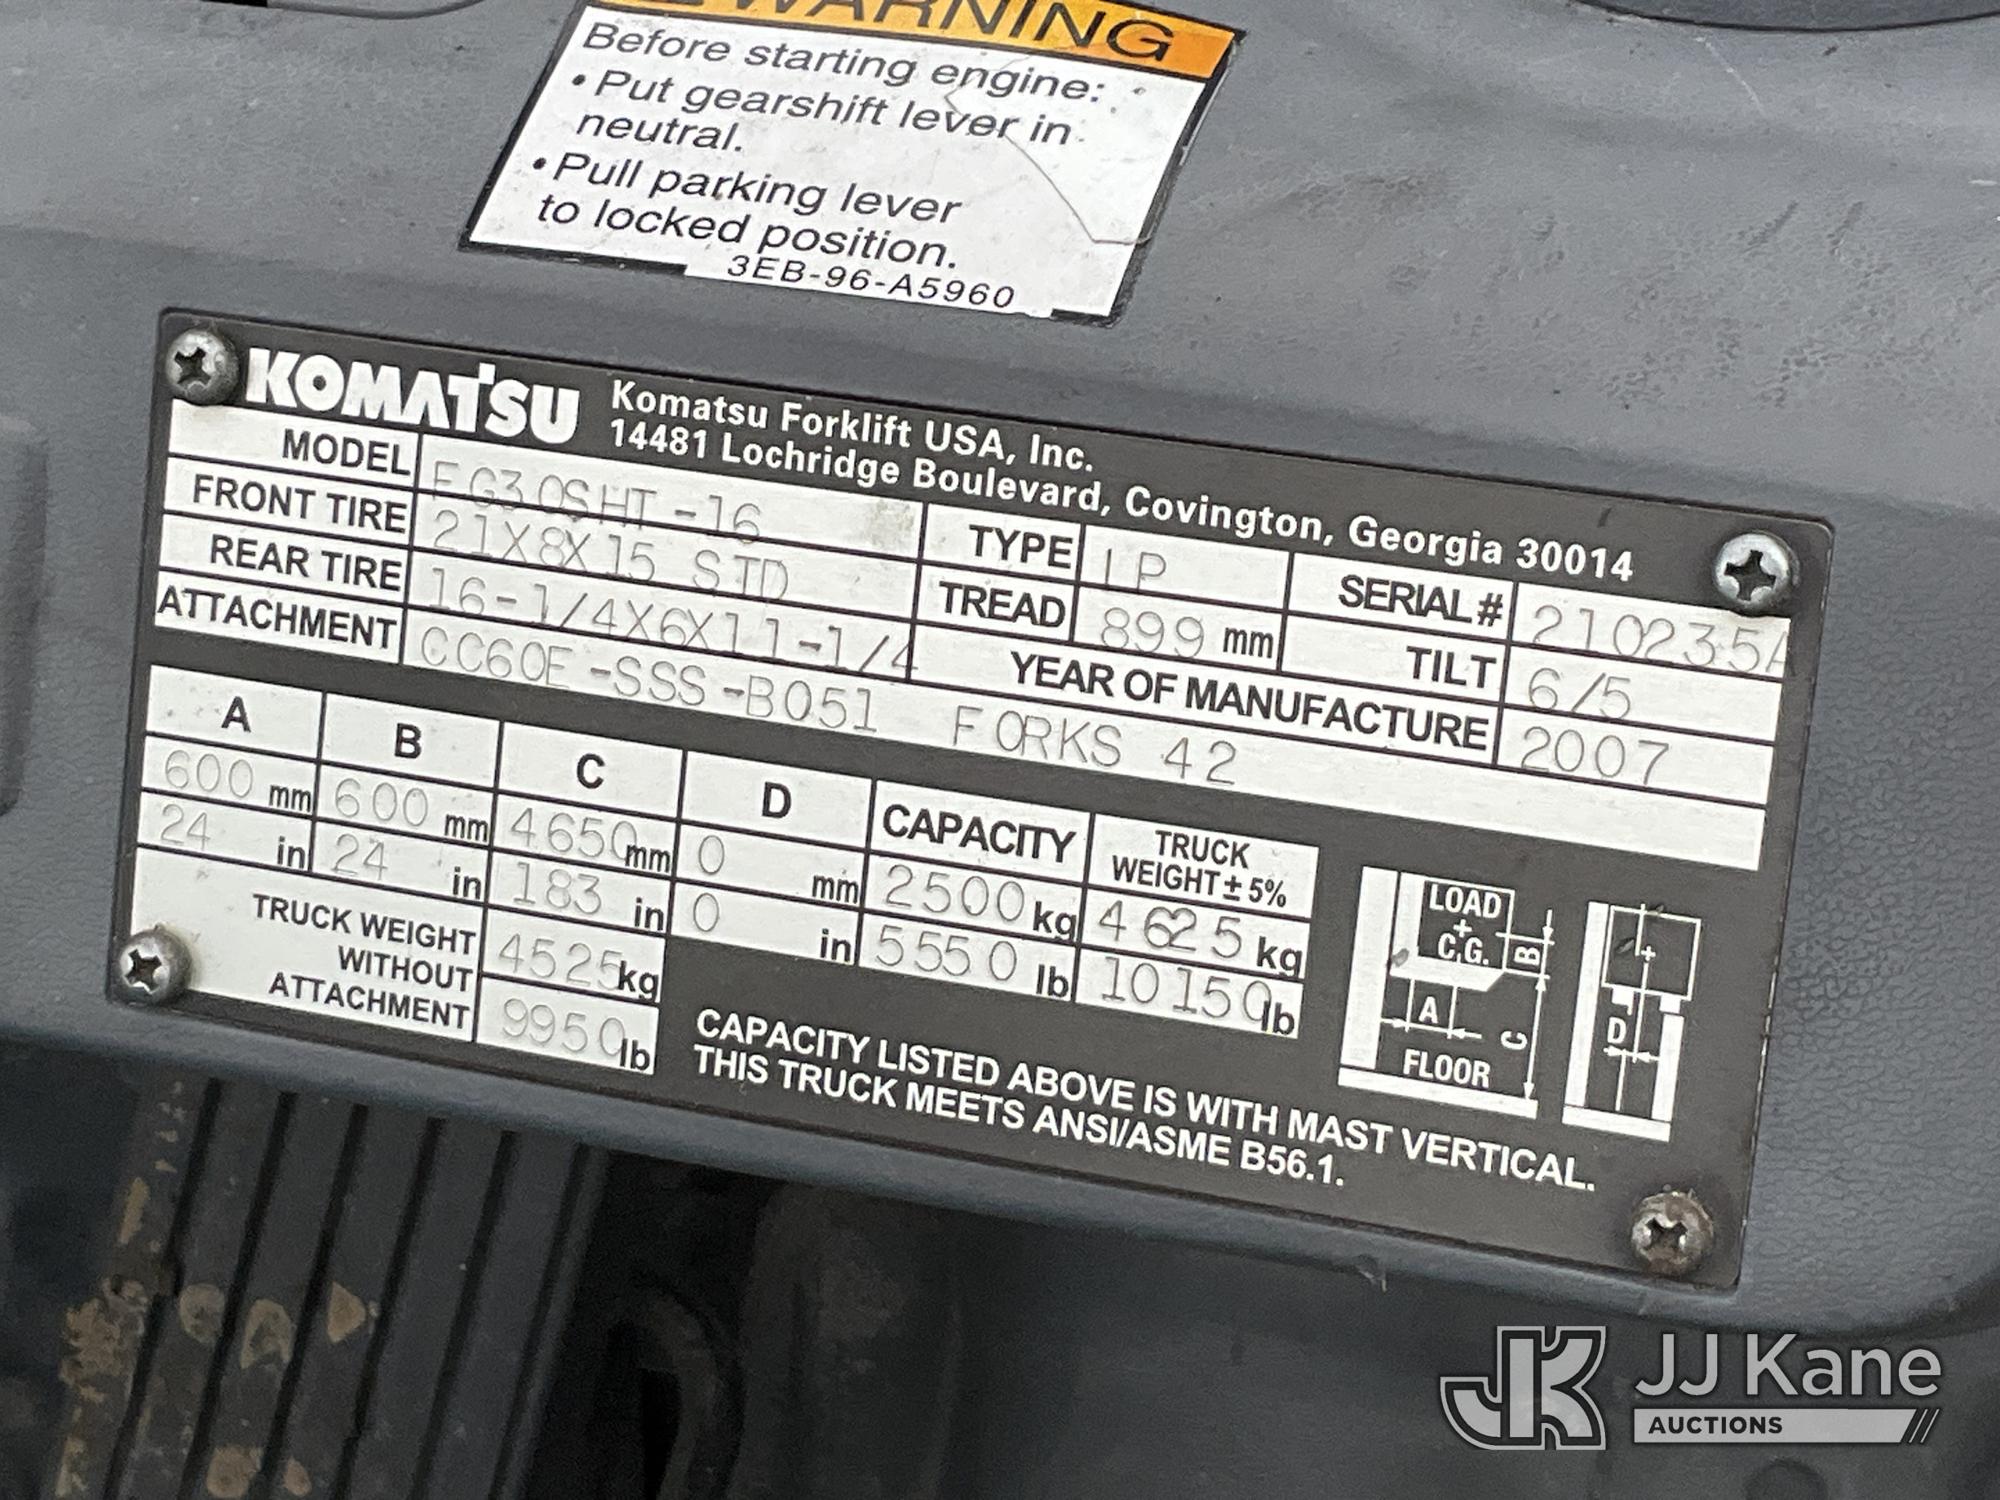 WARNING
Before starting engine:
• Put gearshift lever in
neutral.
• Pull parking lever
to locked position.
3EB-96-A5960
KOMATSU
Komatsu Forklift USA, Inc.
14481 Lochridge Boulevard, Covington, Georgia 30014
MODEL FG30SHT-16 TYPE LP SERIAL# 210235A
FRONT TIRE 21X8X15 STD TREAD 899 mm TILT 6/5
REAR TIRE 16-1/4X6X11-1/4 YEAR OF MANUFACTURE 2007
ATTACHMENT CC60E-SSS-B051 FORKS 42
A B C D CAPACITY TRUCK WEIGHT ± 5%
600 mm 600 mm 4650 mm 0 mm 2500 kg 4625 kg
24 in 24 in 183 in 0 in 5550 lb 10150 lb
TRUCK WEIGHT
WITHOUT
ATTACHMENT
4525 kg
9950 lb
LOAD
+
C.G.
B
A
C
FLOOR
D
CAPACITY LISTED ABOVE IS WITH MAST VERTICAL.
THIS TRUCK MEETS ANSI/ASME B56.1.
JK JJ Kane
AUCTIONS